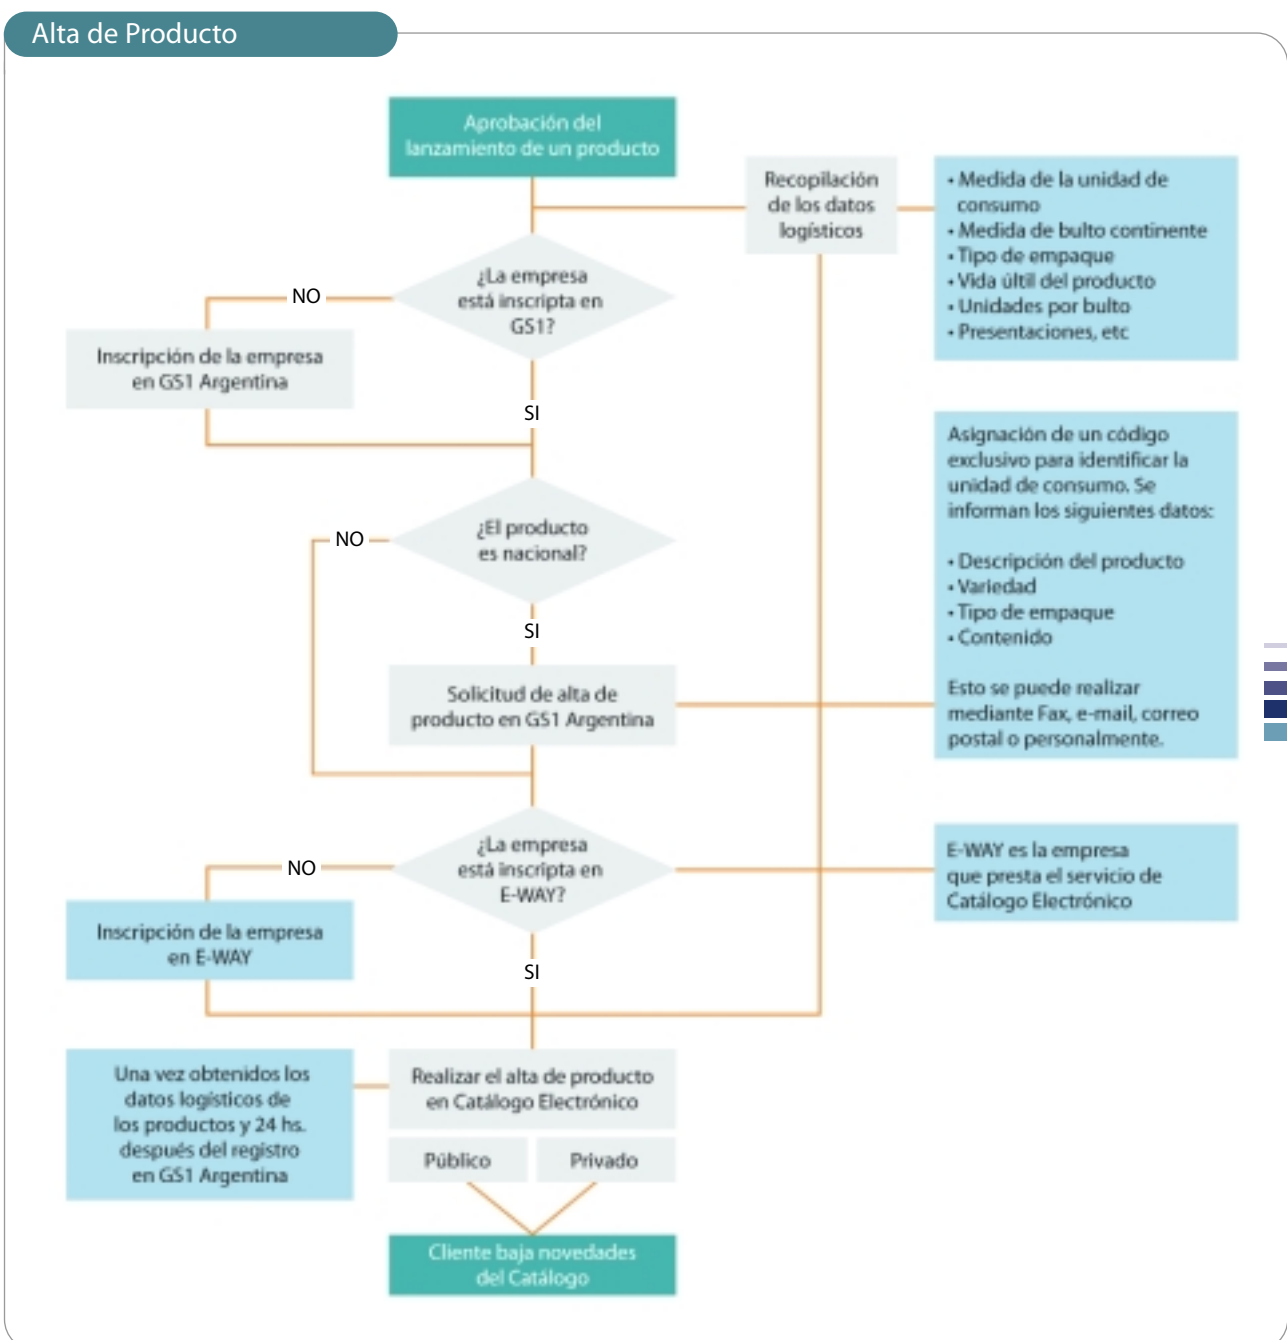 Alta de Producto
Aprobación del
lanzamiento de un producto
Recopilación
de los datos
logísticos
• Medida de la unidad de
consumo
• Medida de bulto continente
• Tipo de empaque
• Vida últil del producto
• Unidades por bulto
• Presentaciones, etc
¿La empresa
está inscripta en
GS1?
NO
Inscripción de la empresa
en GS1 Argentina
SI
Asignación de un código
exclusivo para identificar la
unidad de consumo. Se
informan los siguientes datos:
• Descripción del producto
• Variedad
• Tipo de empaque
• Contenido
Esto se puede realizar
mediante Fax, e-mail, correo
postal o personalmente.
¿El producto
es nacional?
NO
SI
Solicitud de alta de
producto en GS1 Argentina
¿La empresa
está inscripta en
E-WAY?
NO
E-WAY es la empresa
que presta el servicio de
Catálogo Electrónico
Inscripción de la empresa
en E-WAY
SI
Una vez obtenidos los
datos logísticos de
los productos y 24 hs.
después del registro
en GS1 Argentina
Realizar el alta de producto
en Catálogo Electrónico
Público
Privado
Cliente baja novedades
del Catálogo